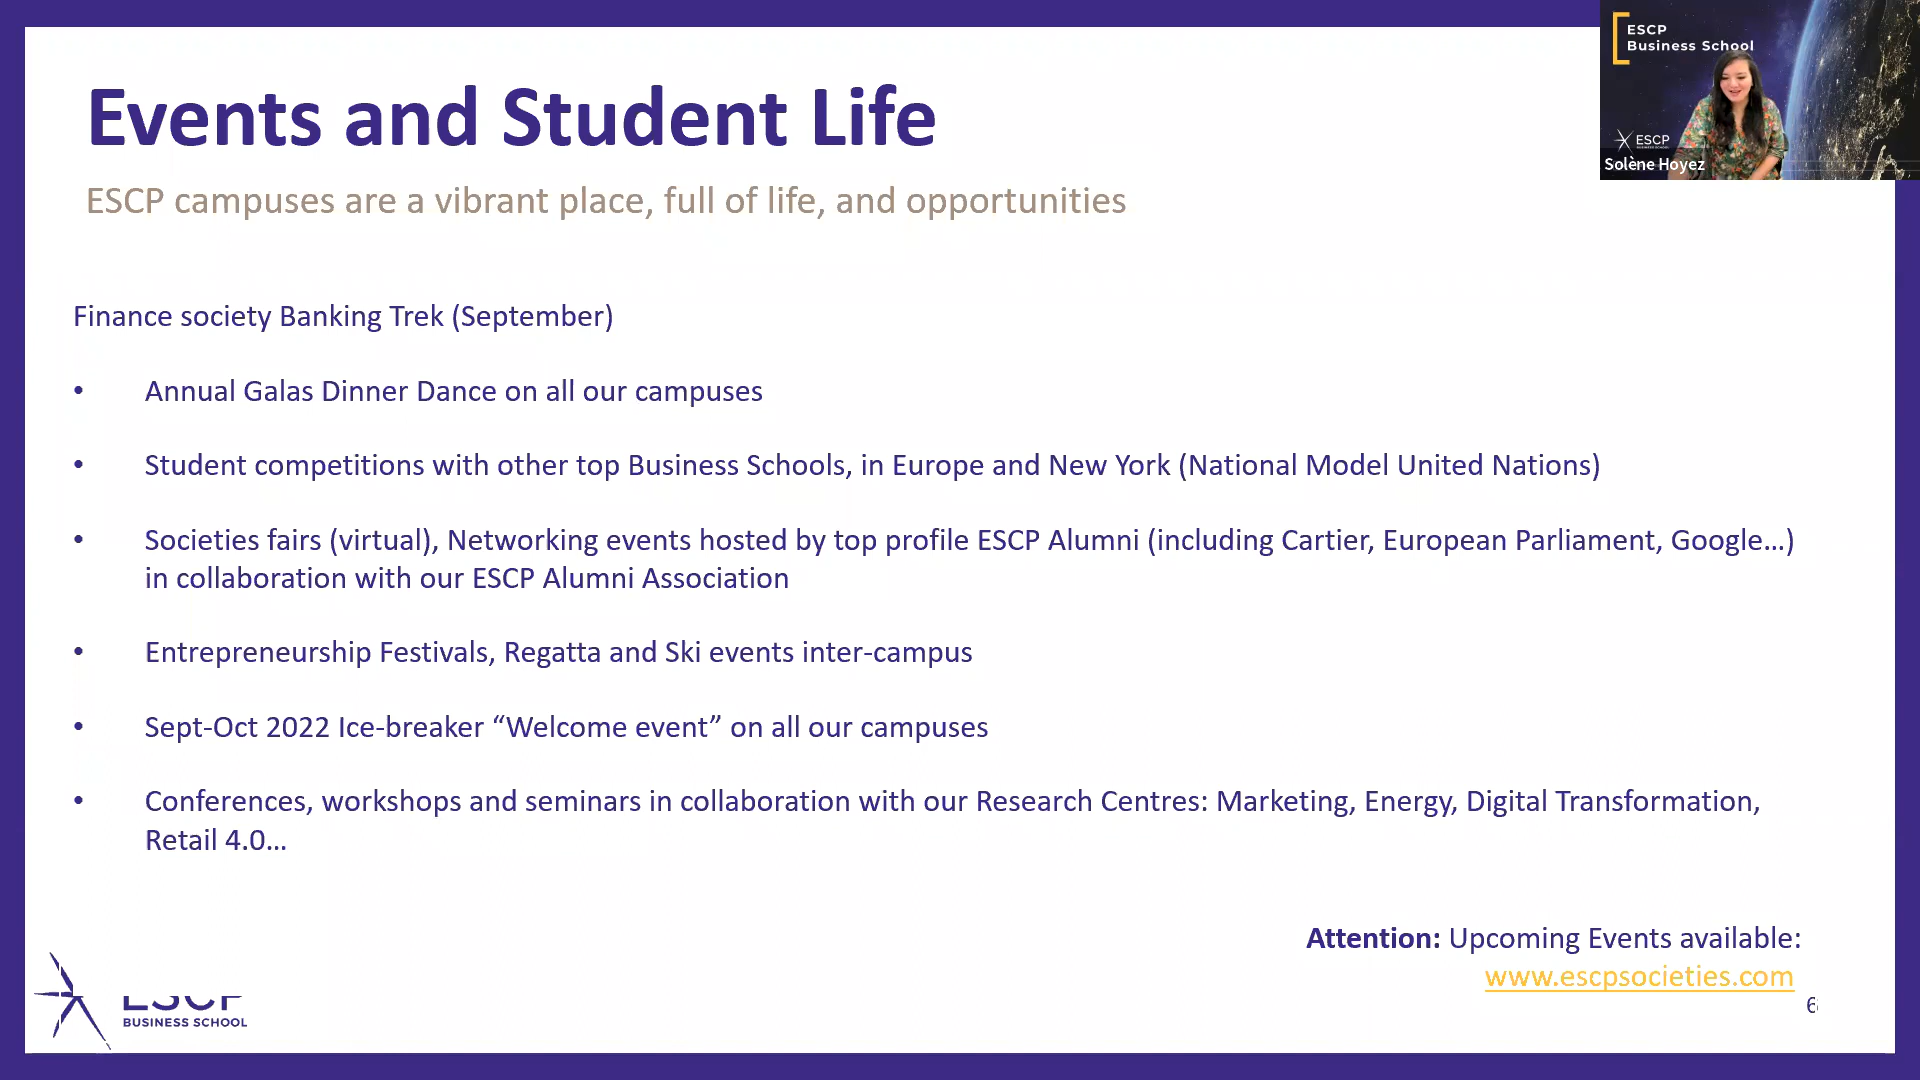 ESCP
Business School
ESCP
Solène Hoyez
Events and Student Life
ESCP campuses are a vibrant place, full of life, and opportunities
Finance society Banking Trek (September)
• Annual Galas Dinner Dance on all our campuses
• Student competitions with other top Business Schools, in Europe and New York (National Model United Nations)
• Societies fairs (virtual), Networking events hosted by top profile ESCP Alumni (including Cartier, European Parliament, Google…)
in collaboration with our ESCP Alumni Association
• Entrepreneurship Festivals, Regatta and Ski events inter-campus
• Sept-Oct 2022 Ice-breaker “Welcome event” on all our campuses
• Conferences, workshops and seminars in collaboration with our Research Centres: Marketing, Energy, Digital Transformation,
Retail 4.0…
Attention: Upcoming Events available:
www.escpsocieties.com
ESCP
BUSINESS SCHOOL